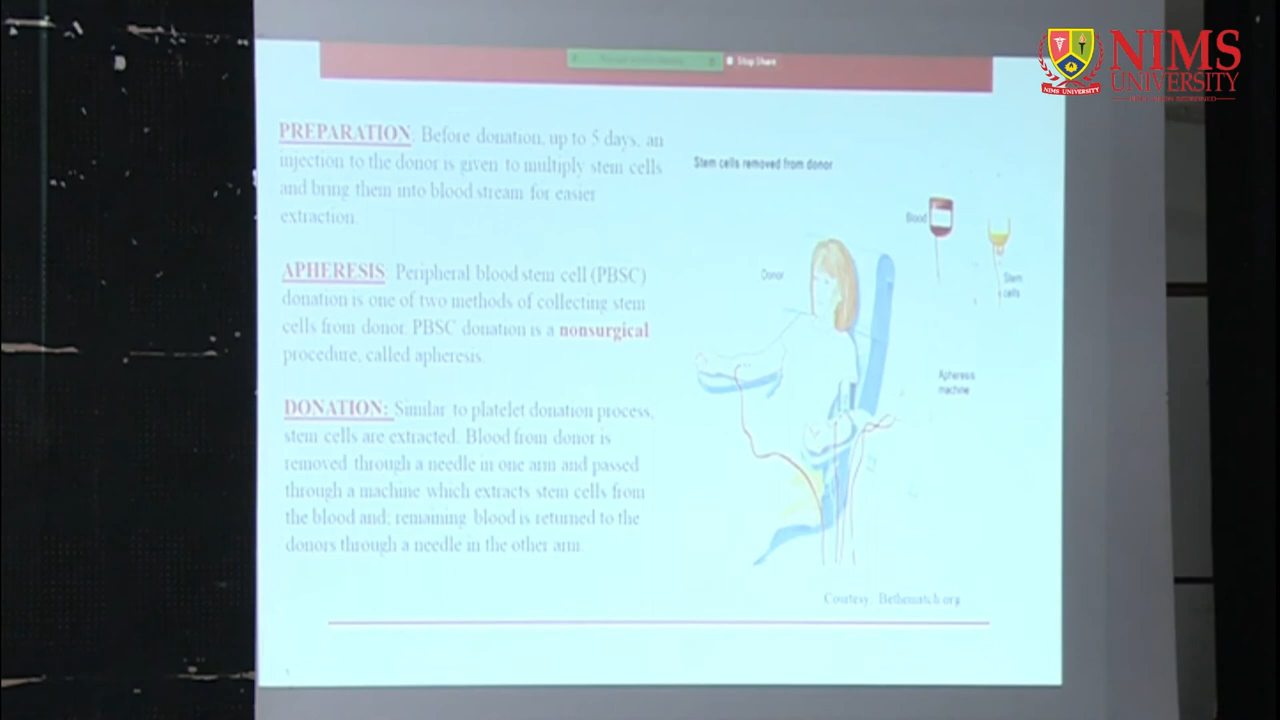 Stop Share
NIMS
UNIVERSITY
NIMS UNIVERSITY
PREPARATION: Before donation, up to 5 days, an
injection to the donor is given to multiply stem cells
and bring them into blood stream for easier
extraction.
APHERESIS: Peripheral blood stem cell (PBSC)
donation is one of two methods of collecting stem
cells from donor. PBSC donation is a nonsurgical
procedure, called apheresis.
DONATION: Similar to platelet donation process,
stem cells are extracted. Blood from donor is
removed through a needle in one arm and passed
through a machine which extracts stem cells from
the blood and; remaining blood is returned to the
donors through a needle in the other arm.
Stem cells removed from donor
Blood
Donor
Stem
cells
Apheresis
machine
Courtesy: Bethematch.org